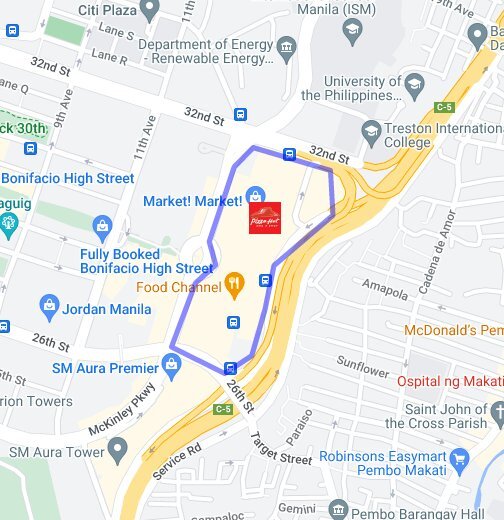 Citi Plaza
Manila (ISM)
Lane S
Department of Energy
- Renewable Energy...
Lane R
32nd St
University of
the Philippines...
C-5
Lane Q
9th Ave
11th Ave
32nd St
Treston International
College
ck 30th
32nd St
Bonifacio High Street
Market! Market!
Pizza Hut
aguig
Fully Booked
Bonifacio High Street
Cadena de Amor
Amapola
Food Channel
Jordan Manila
McDonald's Pem
26th St
SM Aura Premier
Sunflower
Ospital ng Makati
rion Towers
McKinley Pkwy
26th St
C-5
Saint John of
the Cross Parish
Paraiso
Target Street
SM Aura Tower
Service Rd
Robinsons Easymart
Pembo Makati
Gemini
Pembo Barangay Hall